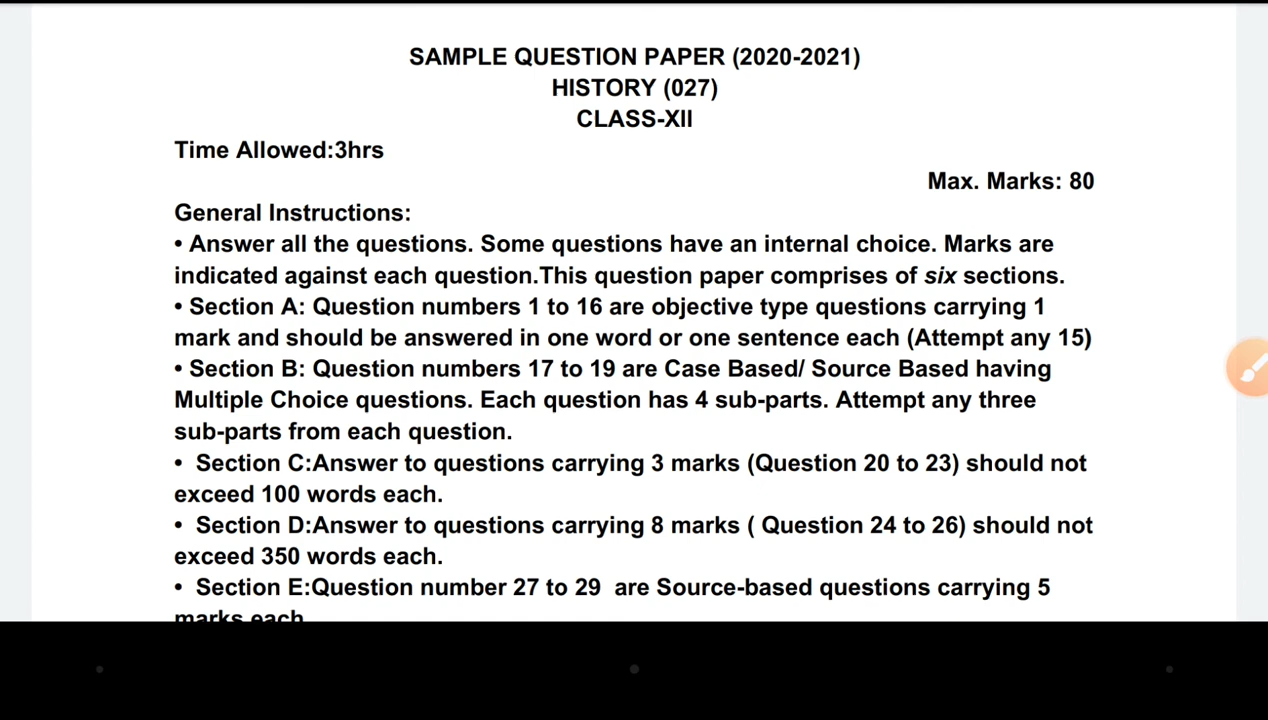 SAMPLE QUESTION PAPER (2020-2021)
HISTORY (027)
CLASS-XII
Time Allowed:3hrs
Max. Marks: 80
General Instructions:
• Answer all the questions. Some questions have an internal choice. Marks are
indicated against each question.This question paper comprises of six sections.
• Section A: Question numbers 1 to 16 are objective type questions carrying 1
mark and should be answered in one word or one sentence each (Attempt any 15)
• Section B: Question numbers 17 to 19 are Case Based/ Source Based having
Multiple Choice questions. Each question has 4 sub-parts. Attempt any three
sub-parts from each question.
• Section C:Answer to questions carrying 3 marks (Question 20 to 23) should not
exceed 100 words each.
• Section D:Answer to questions carrying 8 marks ( Question 24 to 26) should not
exceed 350 words each.
• Section E:Question number 27 to 29 are Source-based questions carrying 5
marks each